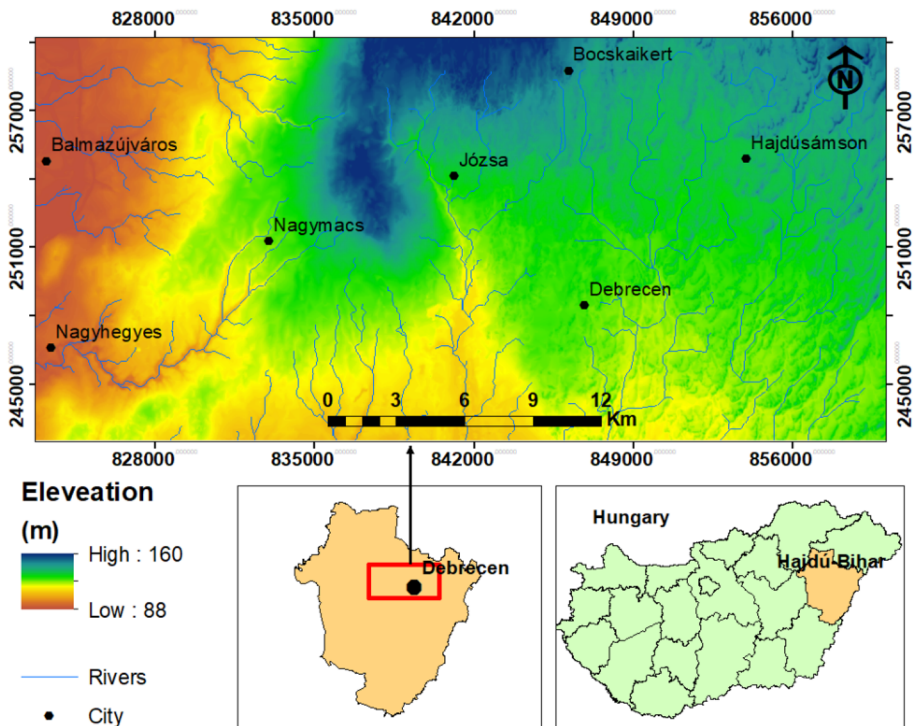 828000 835000 842000 849000 856000
257000 257000
251000 251000
245000 245000
Bocskaikert
N
Balmazújváros
Józsa
Hajdúsámson
Nagymacs
Debrecen
Nagyhegyes
0 3 6 9 12
Km
828000 835000 842000 849000 856000
Eleveation
(m)
High : 160
Low : 88
Rivers
City
Debrecen
Hungary
Hajdú-Bihar